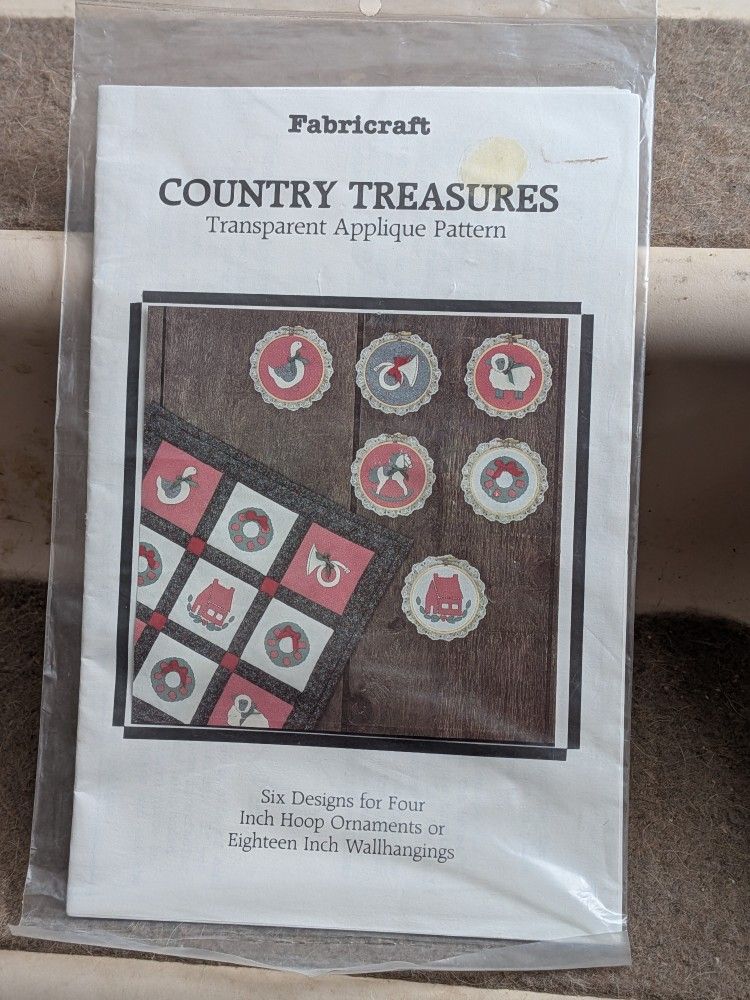 Fabricraft
COUNTRY TREASURES
Transparent Applique Pattern
Six Designs for Four
Inch Hoop Ornaments or
Eighteen Inch Wallhangings